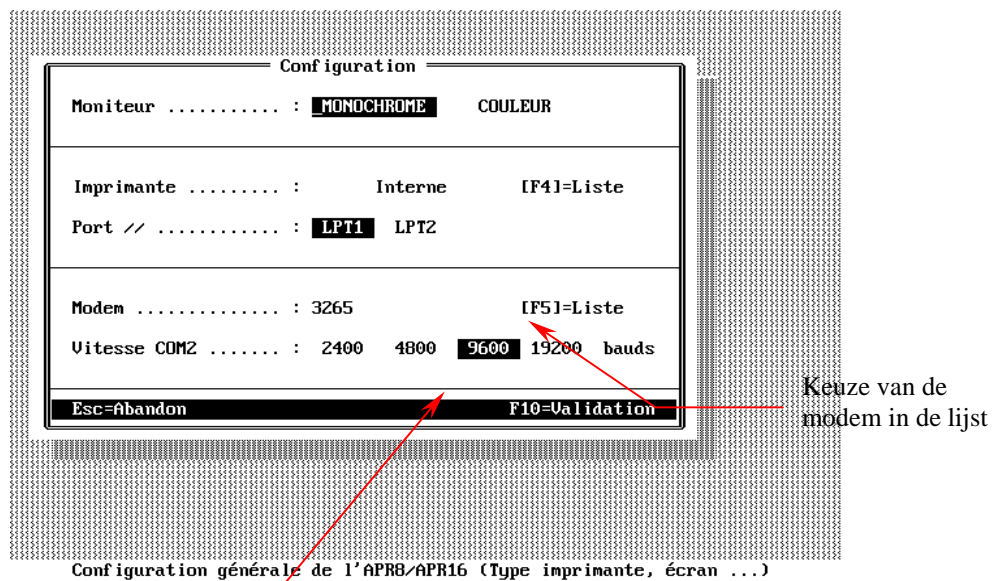 Configuration
Moniteur ........... : _MONOCHROME COULEUR
Imprimante ......... : Interne [F4]=Liste
Port // ............ : LPT1 LPT2
Modem .............. : 3265 [F5]=Liste
Vitesse COM2 ....... : 2400 4800 9600 19200 bauds
Esc=Abandon F10=Validation
Keuze van de
modem in de lijst
Configuration générale de l'APR8/APR16 (Type imprimante, écran ...)